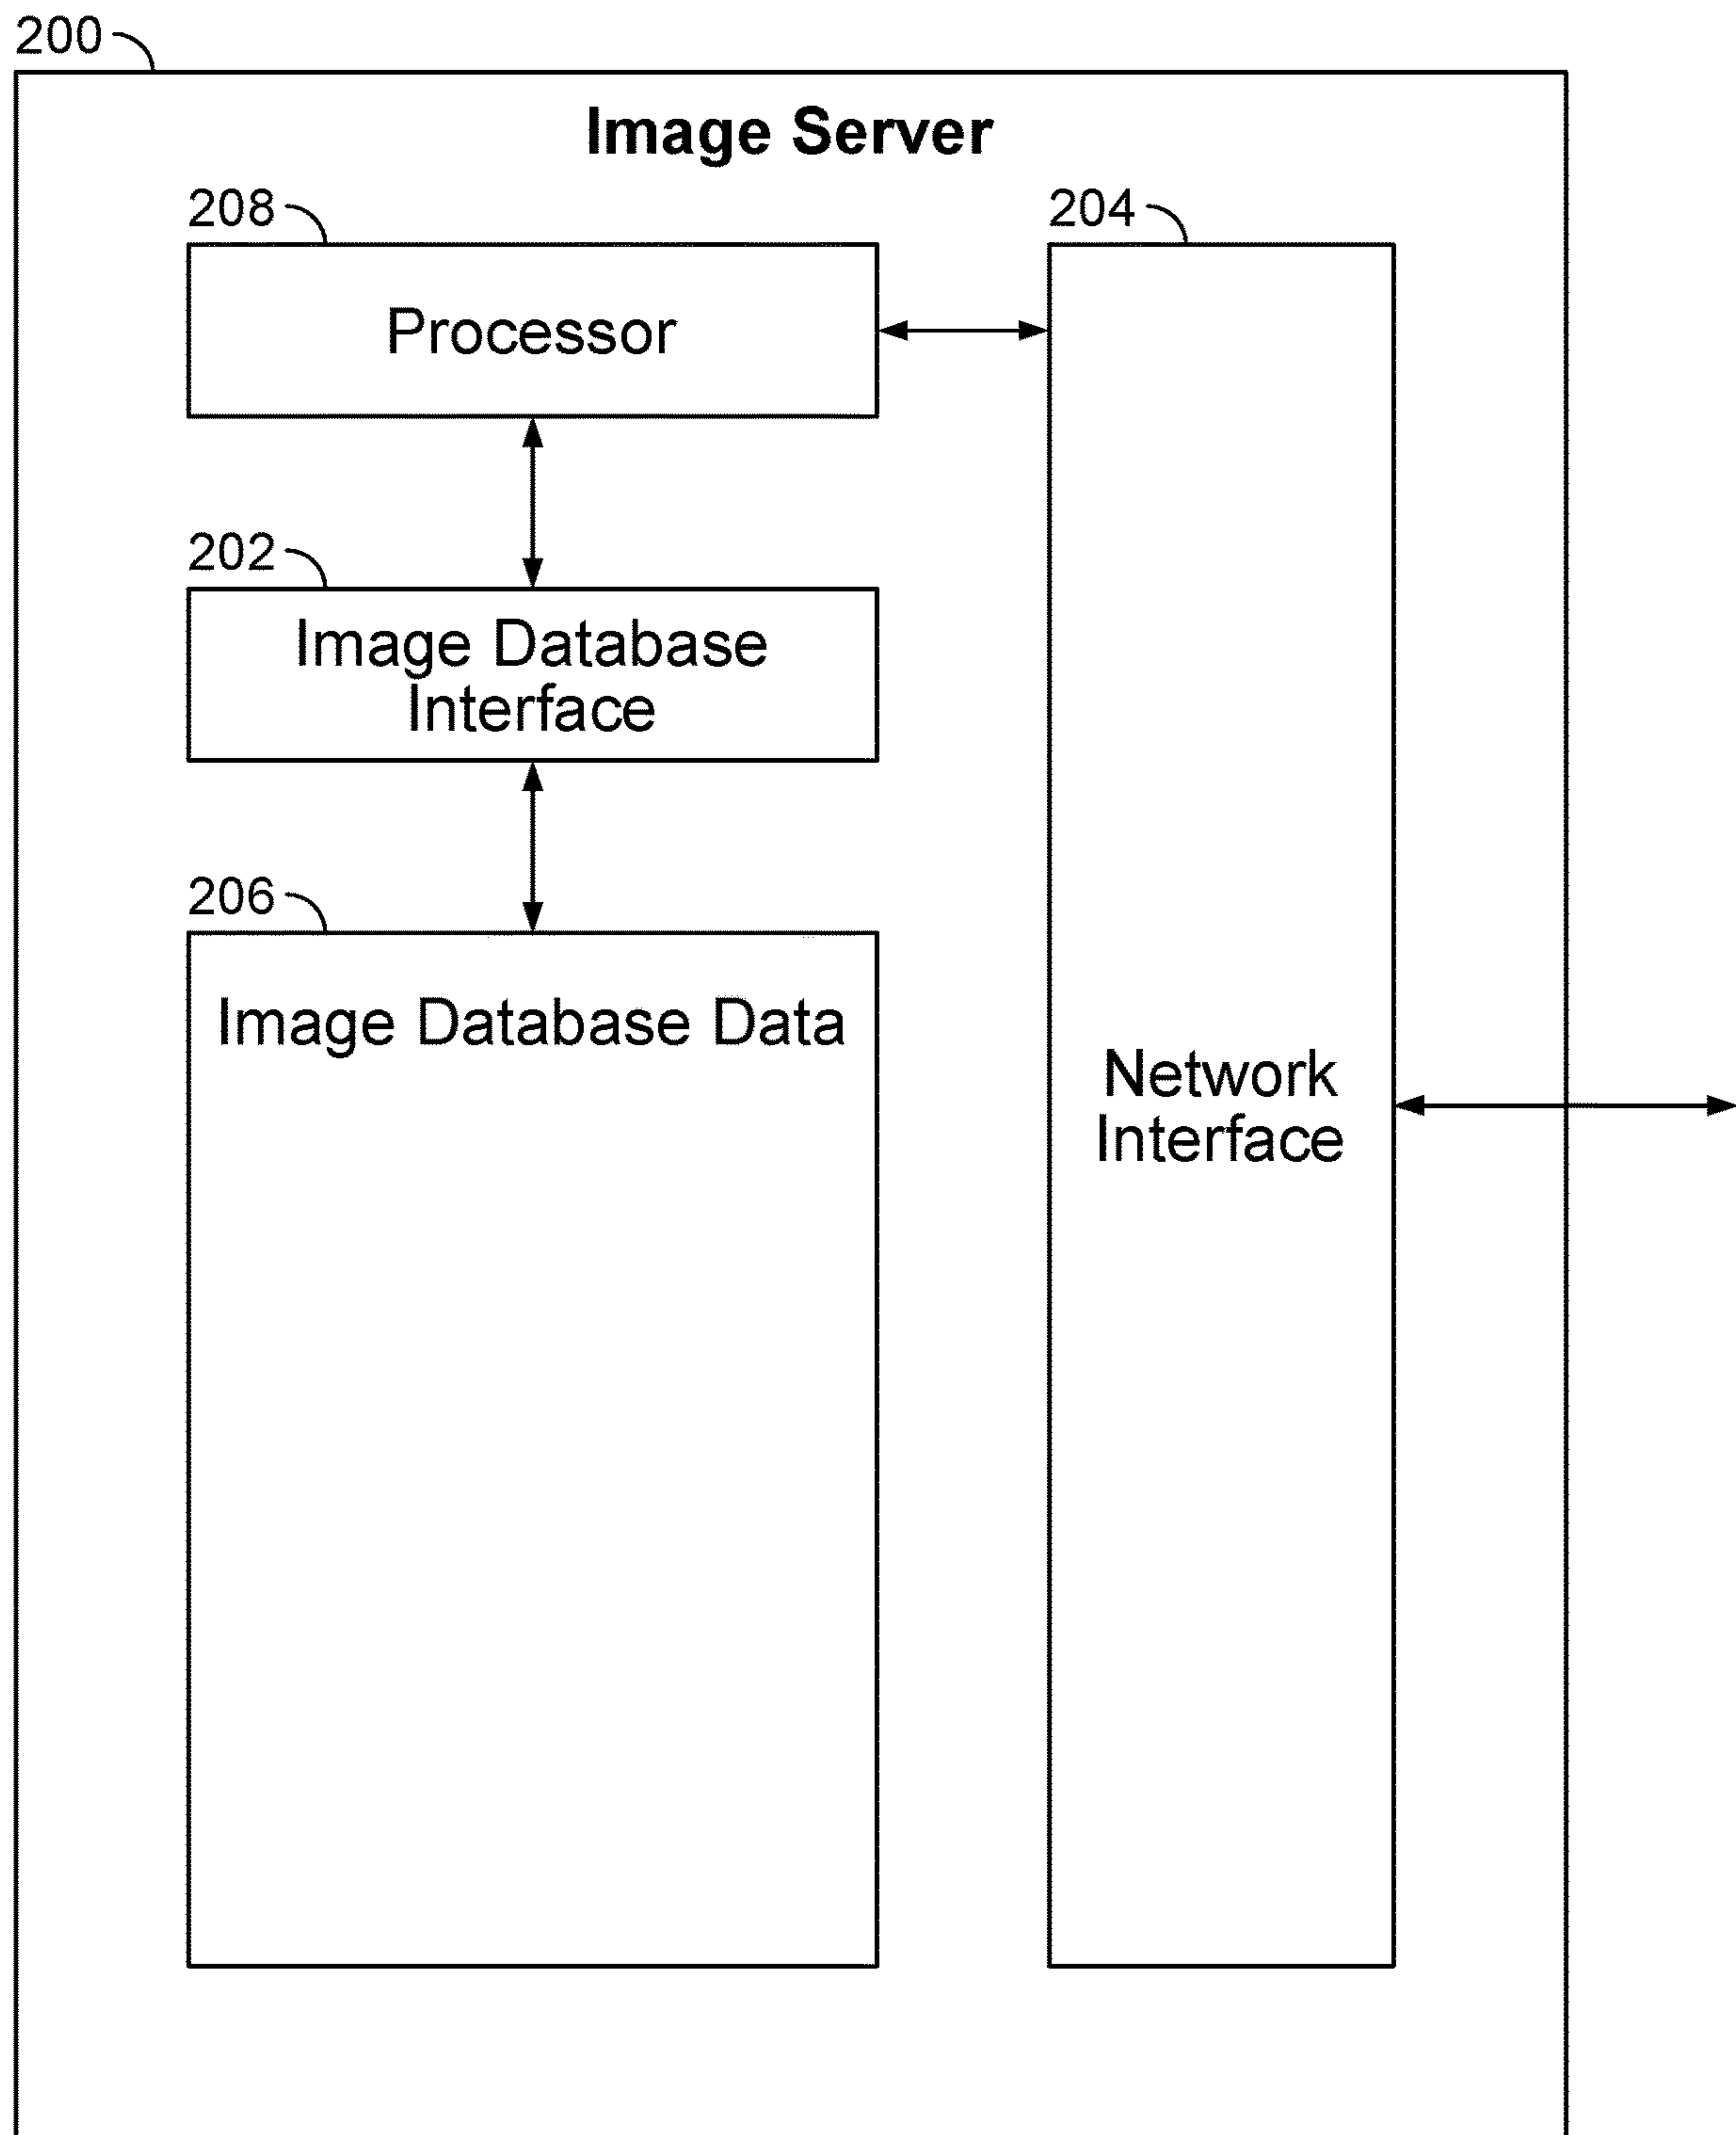 200
Image Server
208
204
Processor
202
Image Database
Interface
206
Image Database Data
Network
Interface